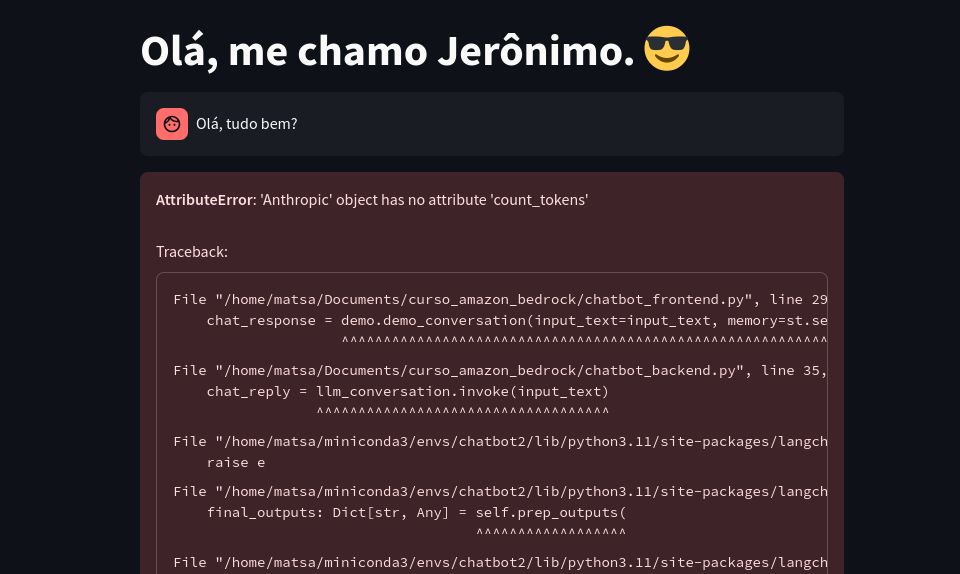 Olá, me chamo Jerônimo. 😎
Olá, tudo bem?
AttributeError: 'Anthropic' object has no attribute 'count_tokens'
Traceback:
File "/home/matsa/Documents/curso_amazon_bedrock/chatbot_frontend.py", line 29
chat_response = demo.demo_conversation(input_text=input_text, memory=st.se
^^^^^^^^^^^^^^^^^^^^^^^^^^^^^^^^^^^^^^^^^^^^^^^^^^^^^^^^^^
File "/home/matsa/Documents/curso_amazon_bedrock/chatbot_backend.py", line 35,
chat_reply = llm_conversation.invoke(input_text)
^^^^^^^^^^^^^^^^^^^^^^^^^^^^^^^^^^^
File "/home/matsa/miniconda3/envs/chatbot2/lib/python3.11/site-packages/langch
raise e
File "/home/matsa/miniconda3/envs/chatbot2/lib/python3.11/site-packages/langch
final_outputs: Dict[str, Any] = self.prep_outputs(
^^^^^^^^^^^^^^^^^^
File "/home/matsa/miniconda3/envs/chatbot2/lib/python3.11/site-packages/langch